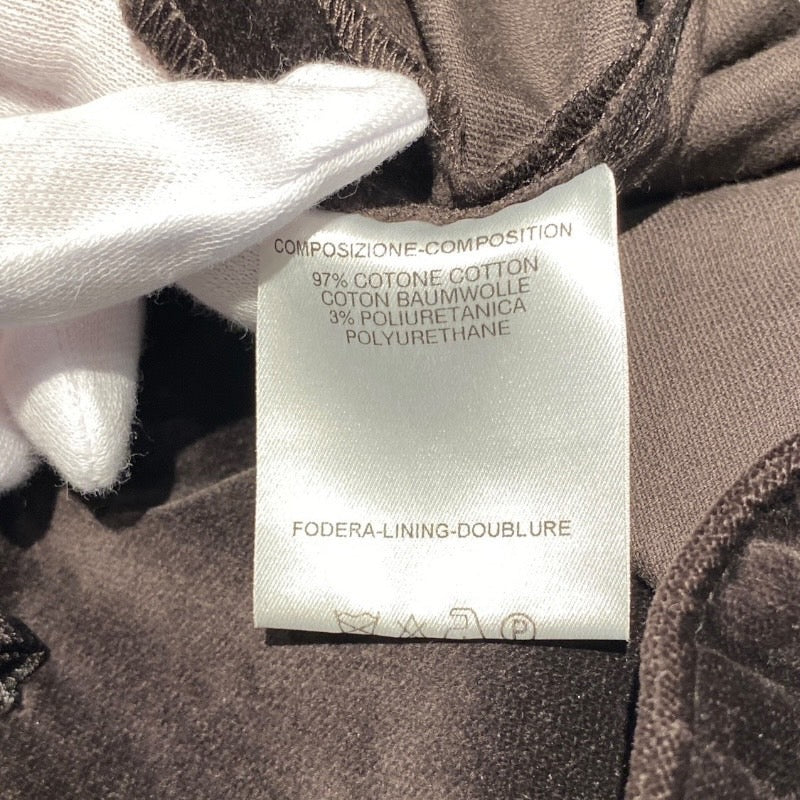 COMPOSIZIONE-COMPOSITION
97% COTONE COTTON
COTON BAUMWOLLE
3% POLIURETANICA
POLYURETHANE
FODERA-LINING-DOUBLURE
P